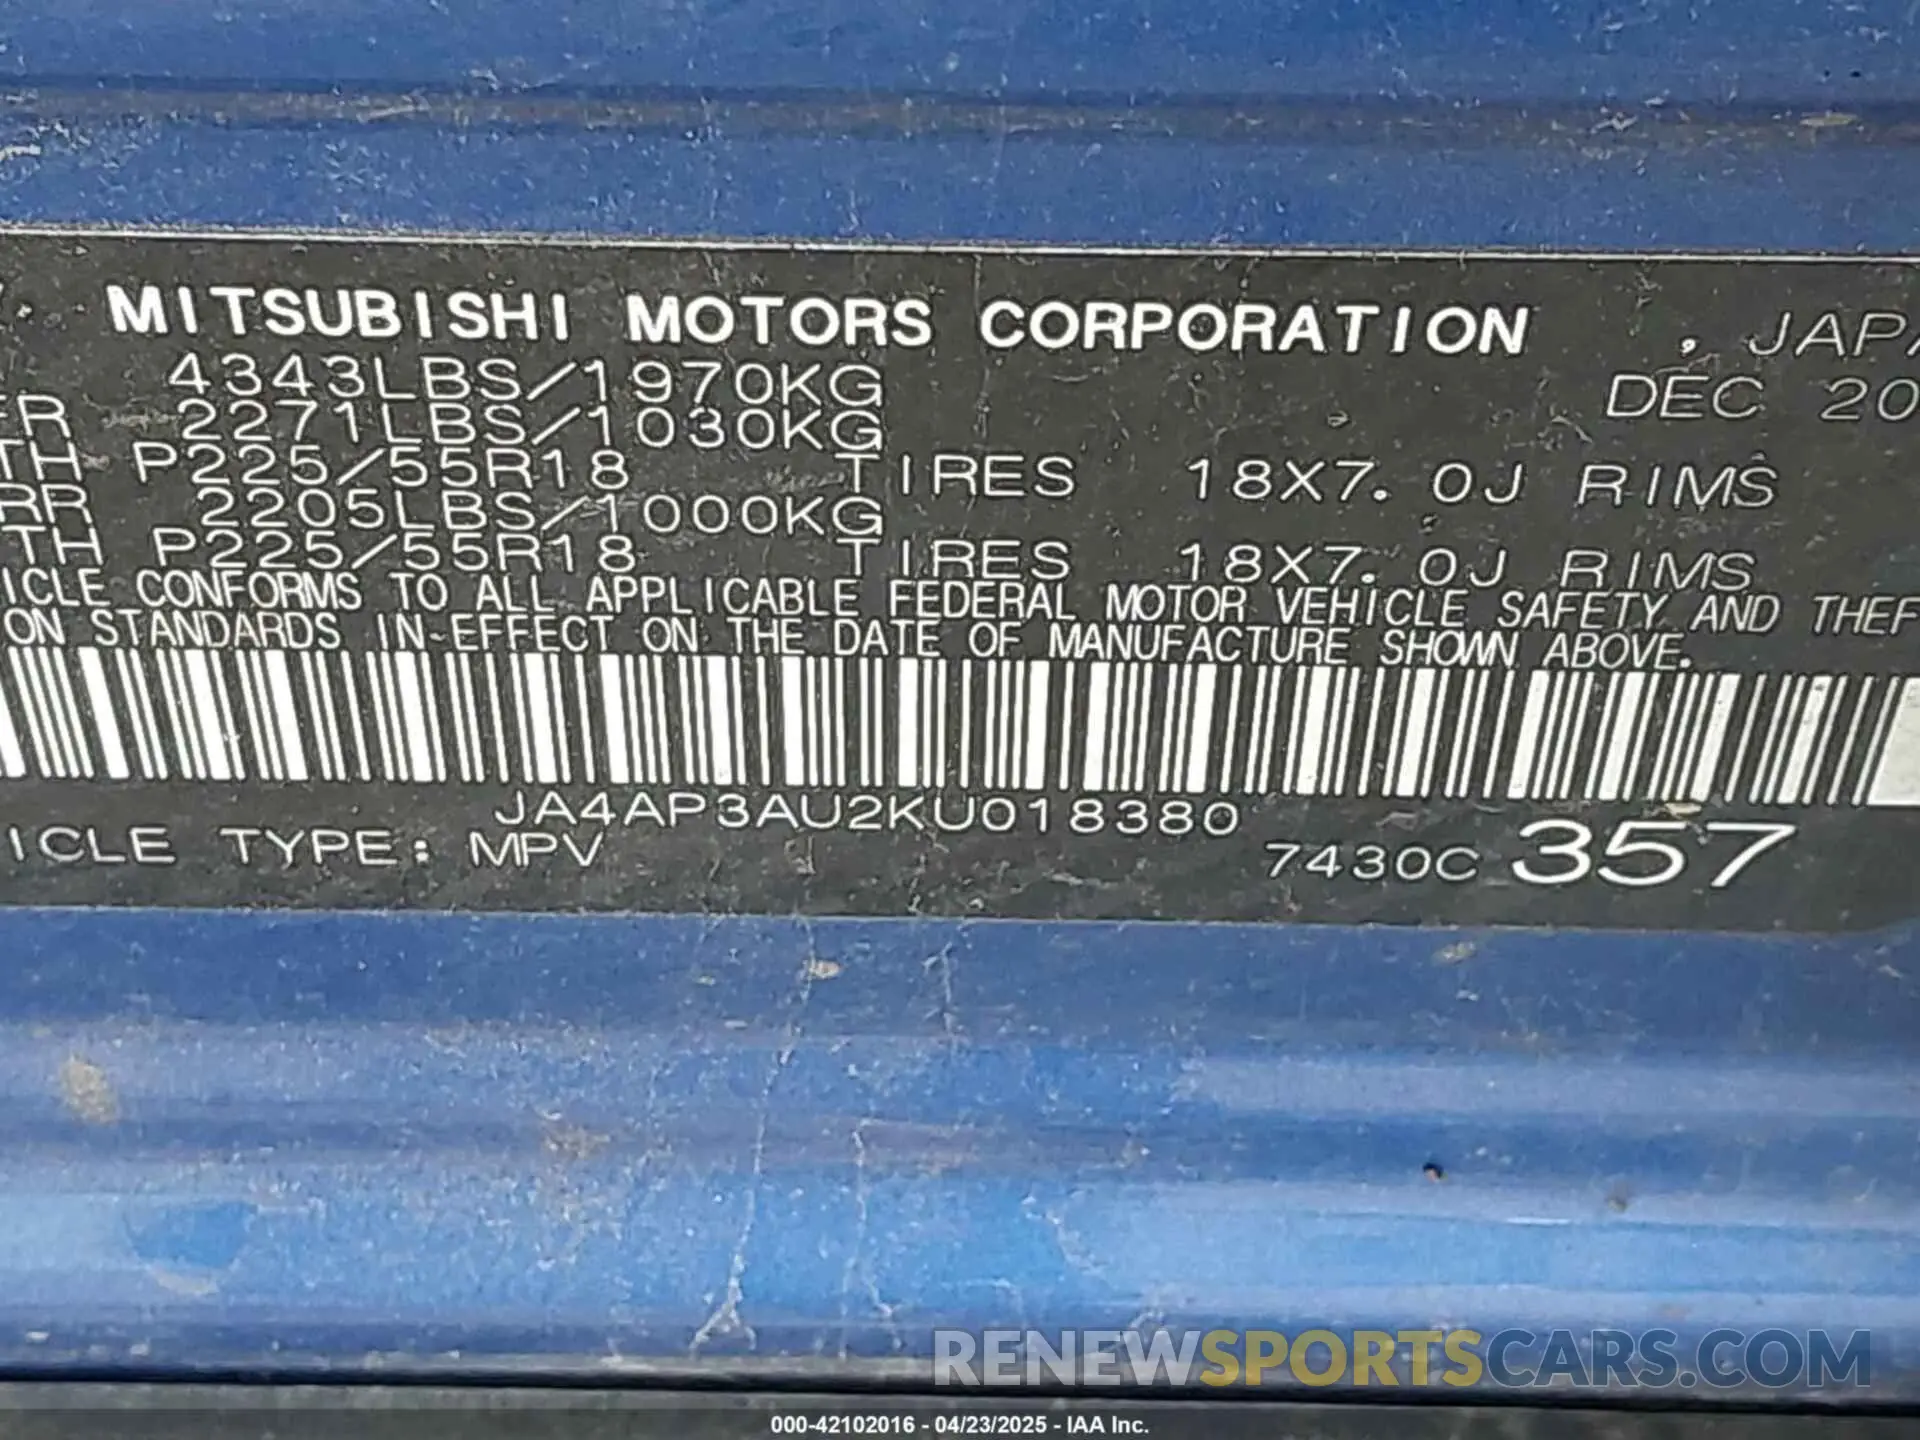 MITSUBISHI MOTORS CORPORATION , JAPA
4343LBS/1970KG DEC 20
ER 2271LBS/1030KG
TH P225/55R18 TIRES 18X7.0J RIMS
RR 2205LBS/1000KG
TH P225/55R18 TIRES 18X7.0J RIMS
ICLE CONFORMS TO ALL APPLICABLE FEDERAL MOTOR VEHICLE SAFETY AND THEF
ON STANDARDS IN EFFECT ON THE DATE OF MANUFACTURE SHOWN ABOVE.
JA4AP3AU2KU018380
ICLE TYPE: MPV 7430C 357
RENEWSPORTSCARS.COM
000-42102016 - 04/23/2025 - IAA Inc.